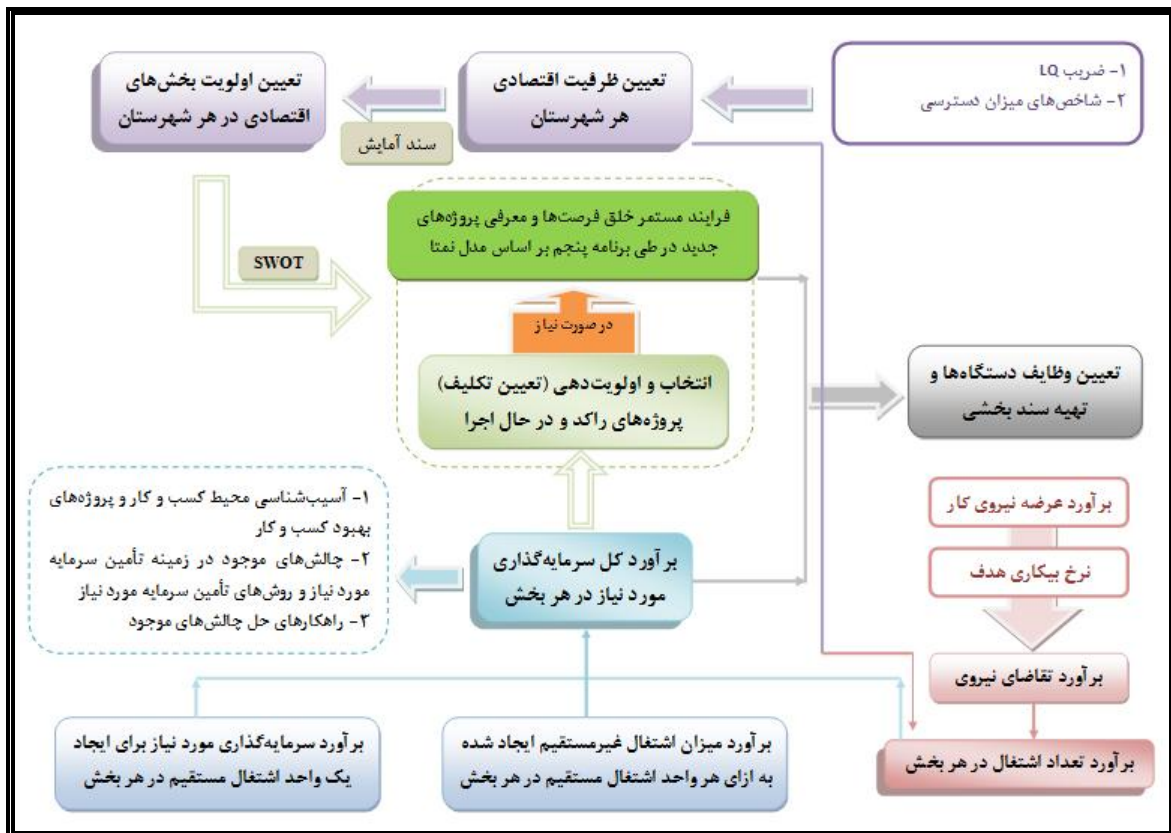 ۱- ضریب LQ
۲- شاخص‌های میزان دسترسی
تعیین ظرفیت اقتصادی
هر شهرستان
تعیین اولویت بخش‌های
اقتصادی در هر شهرستان
سند آمایش
SWOT
فرایند مستمر خلق فرصت‌ها و معرفی پروژه‌های
جدید در طی برنامه پنجم بر اساس مدل نمتا
در صورت نیاز
انتخاب و اولویت‌دهی (تعیین تکلیف)
پروژه‌های راکد و در حال اجرا
تعیین وظایف دستگاه‌ها و
تهیه سند بخشی
برآورد عرضه نیروی کار
نرخ بیکاری هدف
برآورد تقاضای نیروی
برآورد تعداد اشتغال در هر بخش
برآورد کل سرمایه‌گذاری
مورد نیاز در هر بخش
۱- آسیب‌شناسی محیط کسب و کار و پروژه‌های
بهبود کسب و کار
۲- چالش‌های موجود در زمینه تأمین سرمایه
مورد نیاز و روش‌های تأمین سرمایه مورد نیاز
۳- راهکارهای حل چالش‌های موجود
برآورد میزان اشتغال غیرمستقیم ایجاد شده
به ازای هر واحد اشتغال مستقیم در هر بخش
برآورد سرمایه‌گذاری مورد نیاز برای ایجاد
یک واحد اشتغال مستقیم در هر بخش